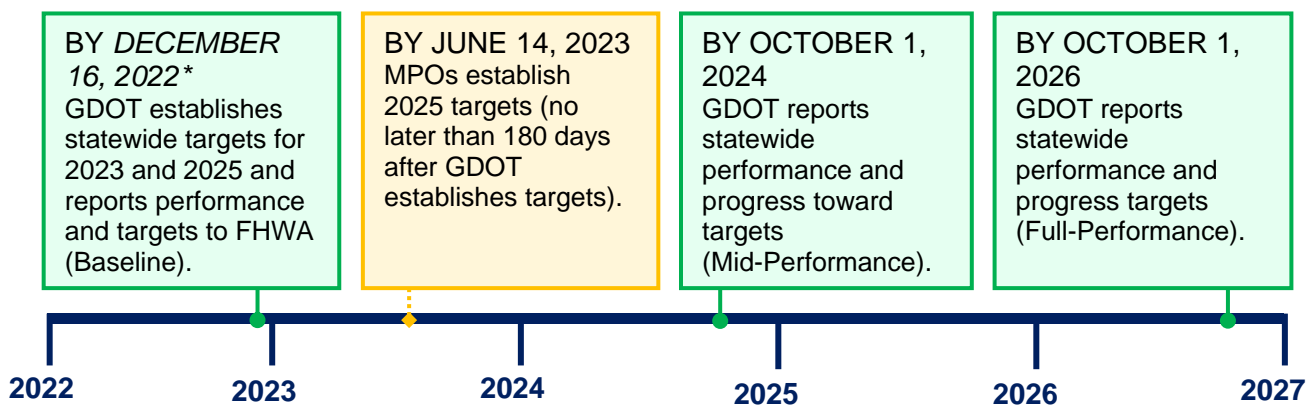 BY DECEMBER
16, 2022*
GDOT establishes
statewide targets for
2023 and 2025 and
reports performance
and targets to FHWA
(Baseline).
BY JUNE 14, 2023
MPOs establish
2025 targets (no
later than 180 days
after GDOT
establishes targets).
BY OCTOBER 1,
2024
GDOT reports
statewide
performance and
progress toward
targets
(Mid-Performance).
BY OCTOBER 1,
2026
GDOT reports
statewide
performance and
progress targets
(Full-Performance).
2022
2023
2024
2025
2026
2027